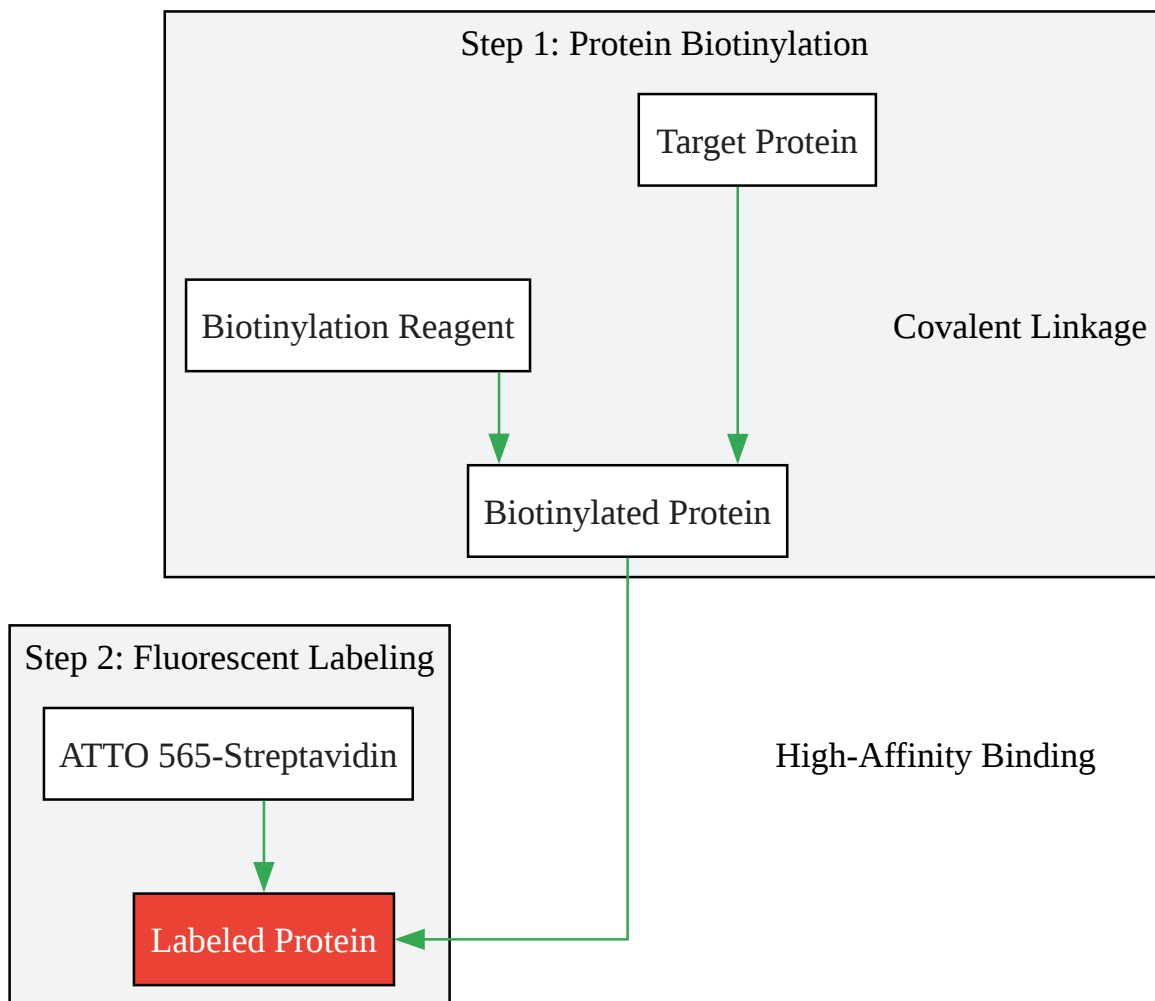 Step 1: Protein Biotinylation
Target Protein
Biotinylation Reagent
Covalent Linkage
Biotinylated Protein
Step 2: Fluorescent Labeling
ATTO 565-Streptavidin
High-Affinity Binding
Labeled Protein